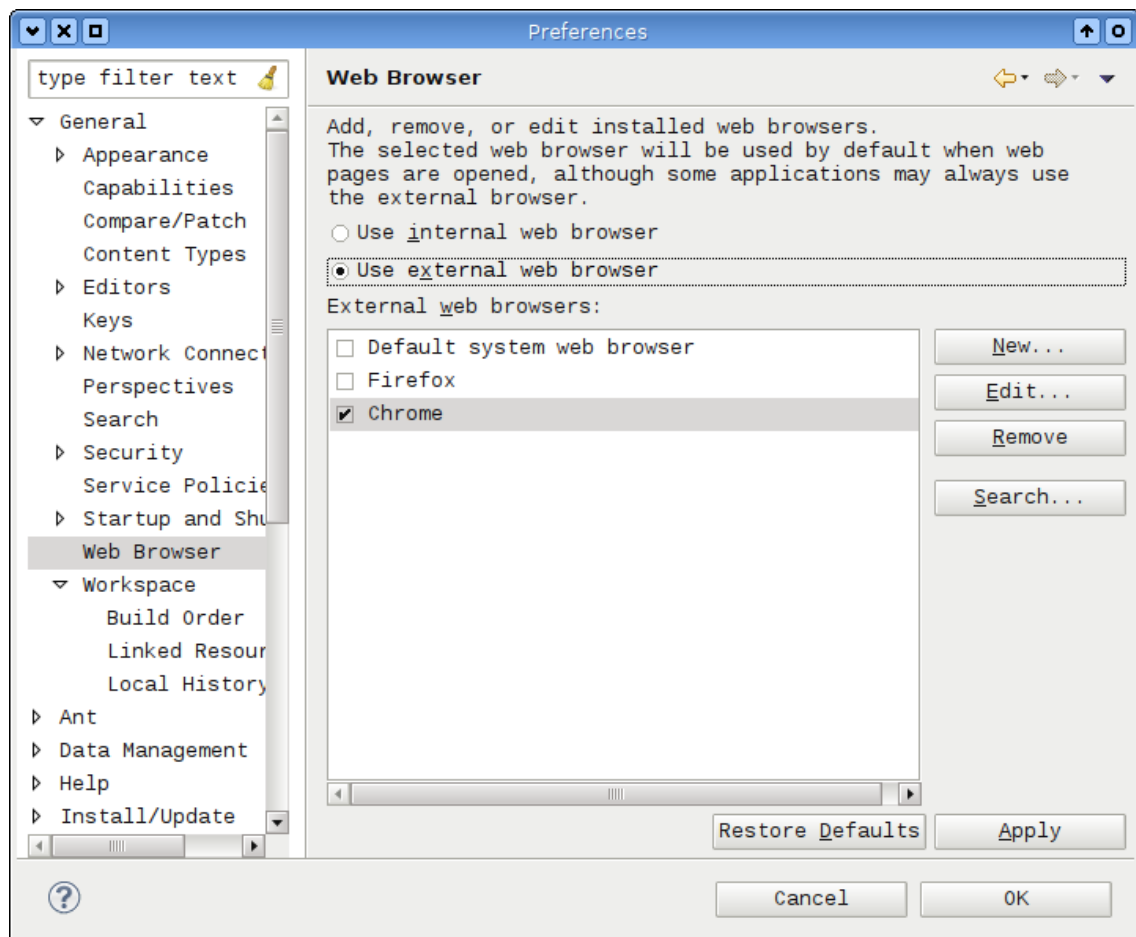 Preferences
type filter text
General
Appearance
Capabilities
Compare/Patch
Content Types
Editors
Keys
Network Connect
Perspectives
Search
Security
Service Policie
Startup and Shu
Web Browser
Workspace
Build Order
Linked Resour
Local History
Ant
Data Management
Help
Install/Update
Web Browser
Add, remove, or edit installed web browsers.
The selected web browser will be used by default when web
pages are opened, although some applications may always use
the external browser.
Use internal web browser
Use external web browser
External web browsers:
Default system web browser
Firefox
Chrome
New...
Edit...
Remove
Search...
Restore Defaults
Apply
Cancel
OK